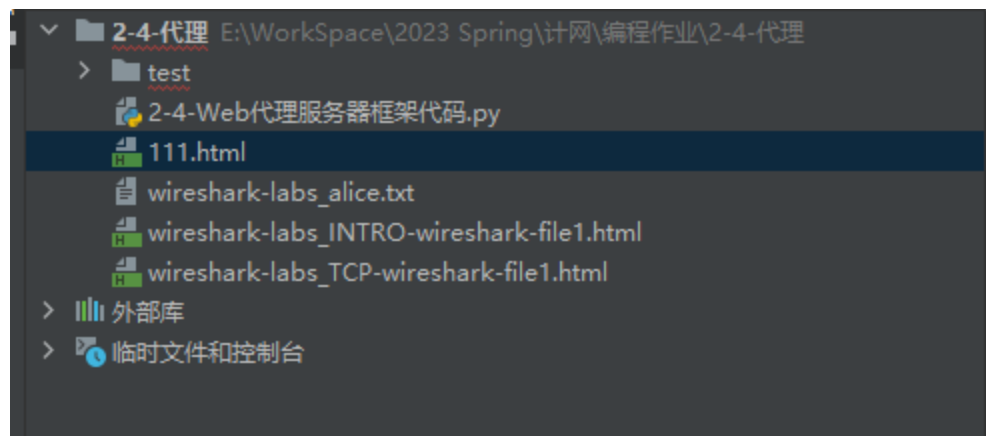 2-4-代理 E:\WorkSpace\2023 Spring\计网\编程作业\2-4-代理
test
2-4-Web代理服务器框架代码.py
111.html
wireshark-labs_alice.txt
wireshark-labs_INTRO-wireshark-file1.html
wireshark-labs_TCP-wireshark-file1.html
外部库
临时文件和控制台